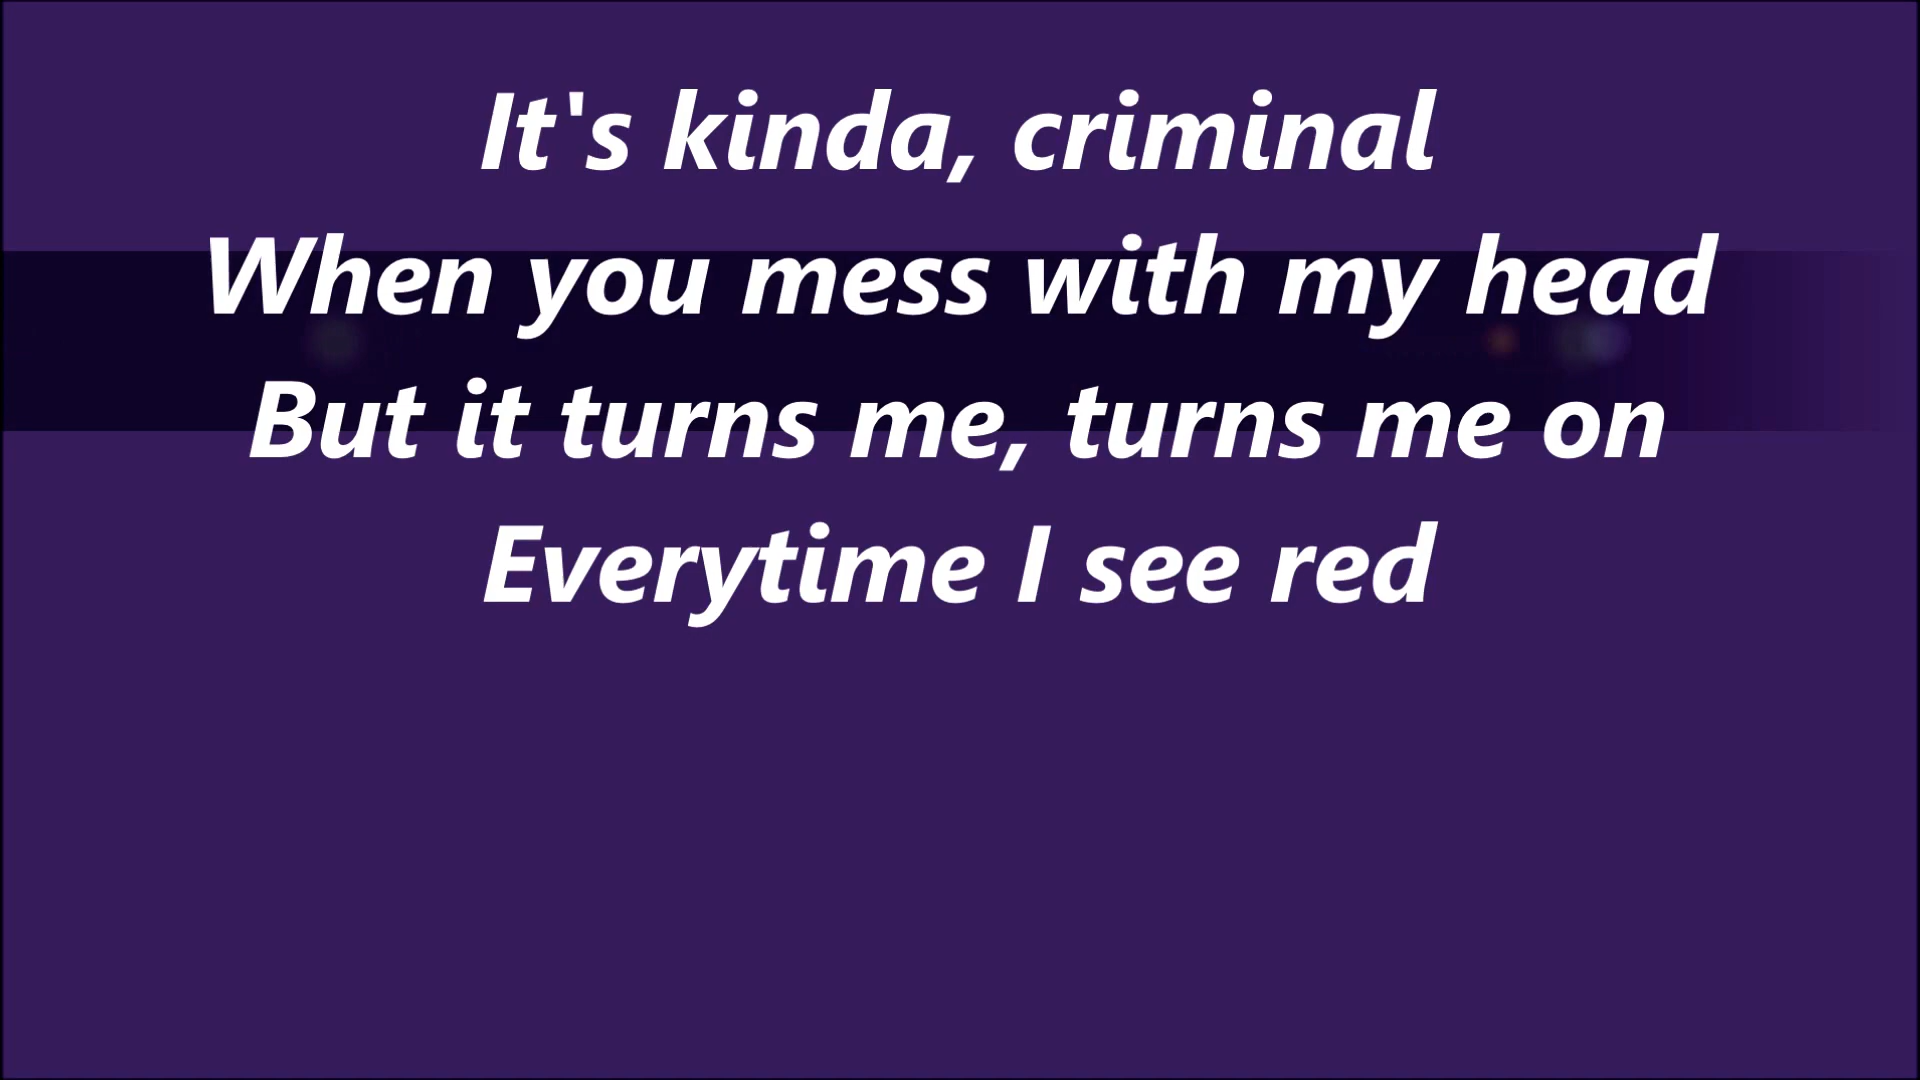 It's kinda, criminal
When you mess with my head
But it turns me, turns me on
Everytime I see red